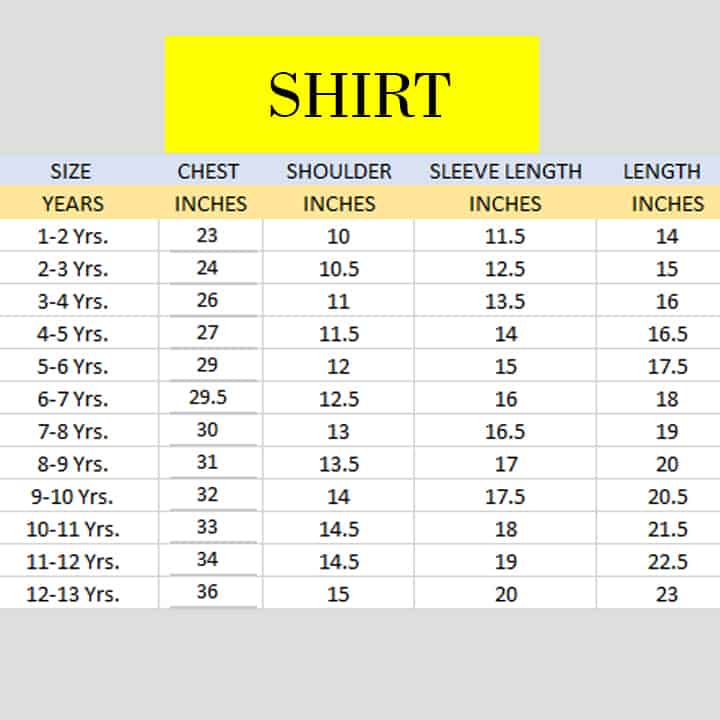 SHIRT
SIZE CHEST SHOULDER SLEEVE LENGTH LENGTH
YEARS INCHES INCHES INCHES INCHES
1-2 Yrs. 23 10 11.5 14
2-3 Yrs. 24 10.5 12.5 15
3-4 Yrs. 26 11 13.5 16
4-5 Yrs. 27 11.5 14 16.5
5-6 Yrs. 29 12 15 17.5
6-7 Yrs. 29.5 12.5 16 18
7-8 Yrs. 30 13 16.5 19
8-9 Yrs. 31 13.5 17 20
9-10 Yrs. 32 14 17.5 20.5
10-11 Yrs. 33 14.5 18 21.5
11-12 Yrs. 34 14.5 19 22.5
12-13 Yrs. 36 15 20 23